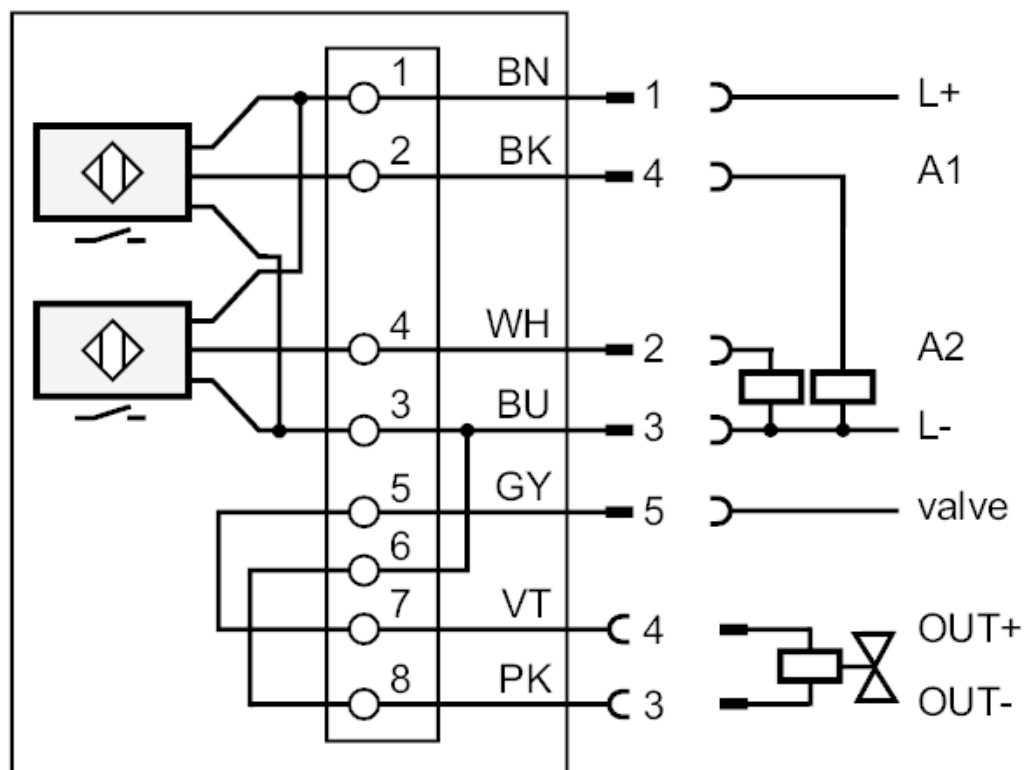 1 BN 1 L+
2 BK 4 A1
4 WH 2 A2
3 BU 3 L-
5 GY 5 valve
6
7 VT 4 OUT+
8 PK 3 OUT-